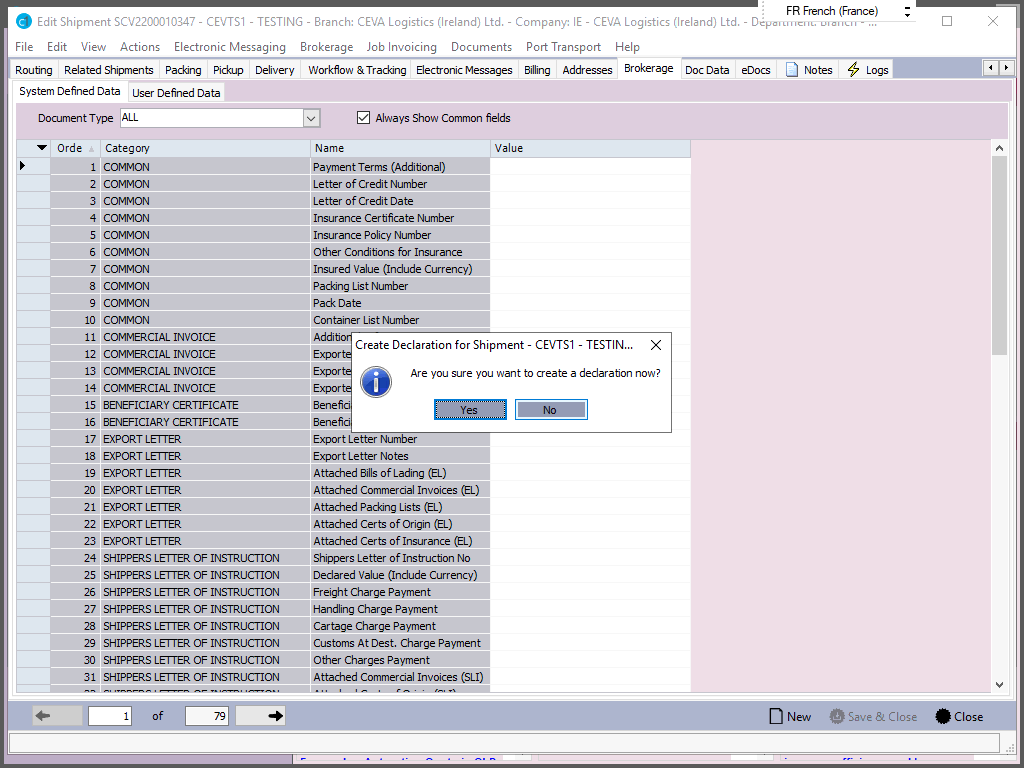 Edit Shipment SCV2200010347 - CEVTS1 - TESTING - Branch: CEVA Logistics (Ireland) Ltd. - Company: IE - CEVA Logistics (Ireland) Ltd. - Department: Branch - ...
FR French (France)
File Edit View Actions Electronic Messaging Brokerage Job Invoicing Documents Port Transport Help
Routing Related Shipments Packing Pickup Delivery Workflow & Tracking Electronic Messages Billing Addresses Brokerage Doc Data eDocs Notes Logs
System Defined Data User Defined Data
Document Type ALL Always Show Common fields
Orde Category Name Value
1 COMMON Payment Terms (Additional)
2 COMMON Letter of Credit Number
3 COMMON Letter of Credit Date
4 COMMON Insurance Certificate Number
5 COMMON Insurance Policy Number
6 COMMON Other Conditions for Insurance
7 COMMON Insured Value (Include Currency)
8 COMMON Packing List Number
9 COMMON Pack Date
10 COMMON Container List Number
11 COMMERCIAL INVOICE Addition
12 COMMERCIAL INVOICE Exporte
13 COMMERCIAL INVOICE Exporte
14 COMMERCIAL INVOICE Exporte
15 BENEFICIARY CERTIFICATE Benefici
16 BENEFICIARY CERTIFICATE Benefici
Create Declaration for Shipment - CEVTS1 - TESTIN...
Are you sure you want to create a declaration now?
Yes No
17 EXPORT LETTER Export Letter Number
18 EXPORT LETTER Export Letter Notes
19 EXPORT LETTER Attached Bills of Lading (EL)
20 EXPORT LETTER Attached Commercial Invoices (EL)
21 EXPORT LETTER Attached Packing Lists (EL)
22 EXPORT LETTER Attached Certs of Origin (EL)
23 EXPORT LETTER Attached Certs of Insurance (EL)
24 SHIPPERS LETTER OF INSTRUCTION Shippers Letter of Instruction No
25 SHIPPERS LETTER OF INSTRUCTION Declared Value (Include Currency)
26 SHIPPERS LETTER OF INSTRUCTION Freight Charge Payment
27 SHIPPERS LETTER OF INSTRUCTION Handling Charge Payment
28 SHIPPERS LETTER OF INSTRUCTION Cartage Charge Payment
29 SHIPPERS LETTER OF INSTRUCTION Customs At Dest. Charge Payment
30 SHIPPERS LETTER OF INSTRUCTION Other Charges Payment
31 SHIPPERS LETTER OF INSTRUCTION Attached Commercial Invoices (SLI)
32 SHIPPERS LETTER OF INSTRUCTION Attached Certs of Origin (SLI)
1 of 79 New Save & Close Close